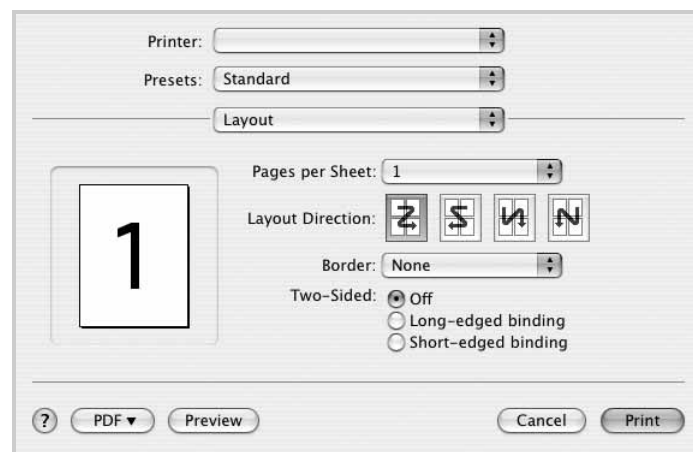 Printer:
Presets: Standard
Layout
Pages per Sheet: 1
Layout Direction:
Border: None
Two-Sided: Off
Long-edged binding
Short-edged binding
1
? PDF▼ Preview Cancel Print